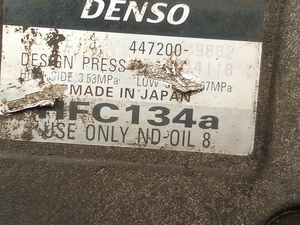 DENSO
447200-
DESIGN PRESS
SIDE 3.53MPa LOW
MADE IN JAPAN
HFC134a
USE ONLY ND-OIL 8